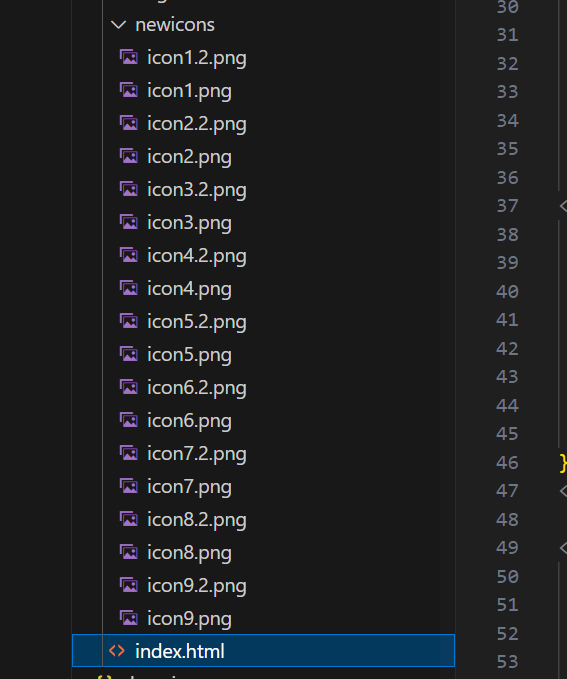 newicons
icon1.2.png
icon1.png
icon2.2.png
icon2.png
icon3.2.png
icon3.png
icon4.2.png
icon4.png
icon5.2.png
icon5.png
icon6.2.png
icon6.png
icon7.2.png
icon7.png
icon8.2.png
icon8.png
icon9.2.png
icon9.png
<> index.html
30
31
32
33
34
35
36
37 <
38
39
40
41
42
43
44
45
46 }
47 <
48
49 <
50
51
52
53